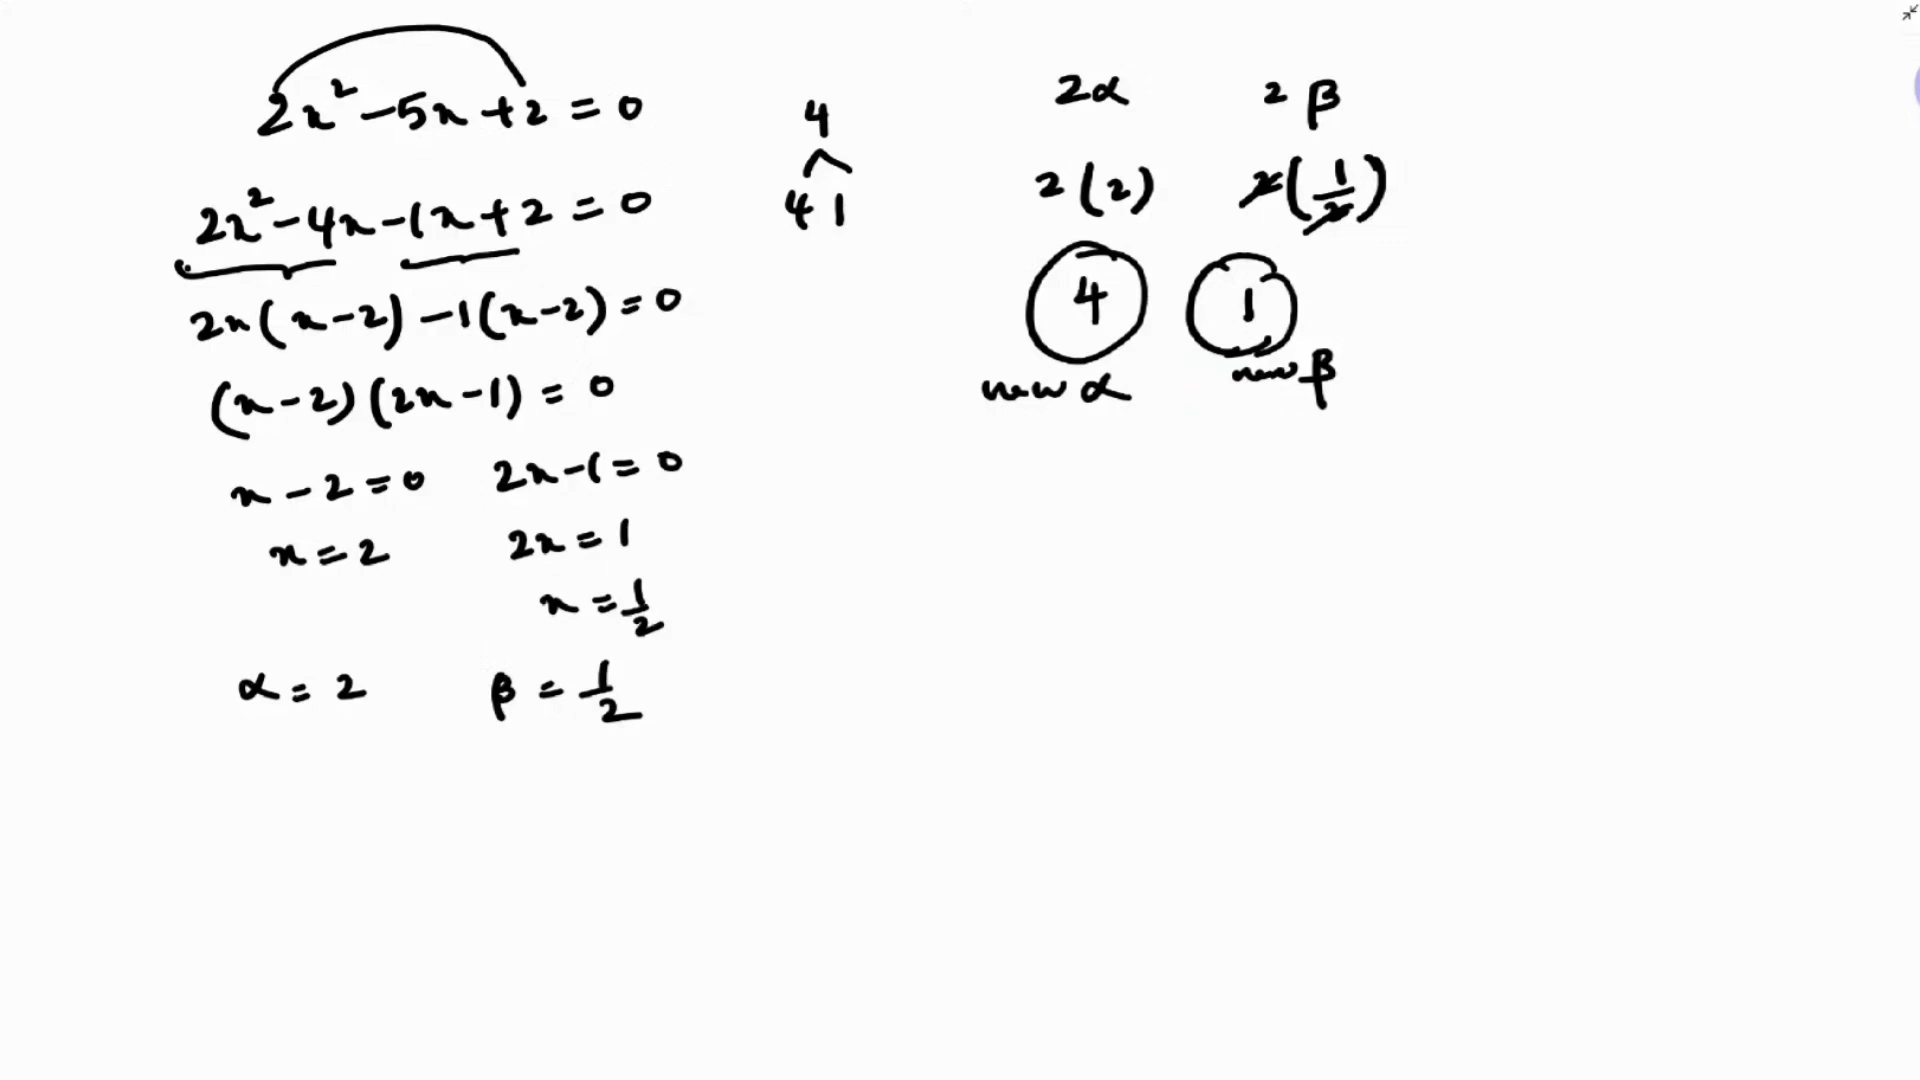 2x² - 5x + 2 = 0
2x² - 4x - 1x + 2 = 0
2x(x - 2) - 1(x - 2) = 0
(x - 2)(2x - 1) = 0
x - 2 = 0 2x - 1 = 0
x = 2 2x = 1
x = 1/2
α = 2 β = 1/2
4
4 1
2α 2β
2(2) 2(1/2)
4 1
new α new β